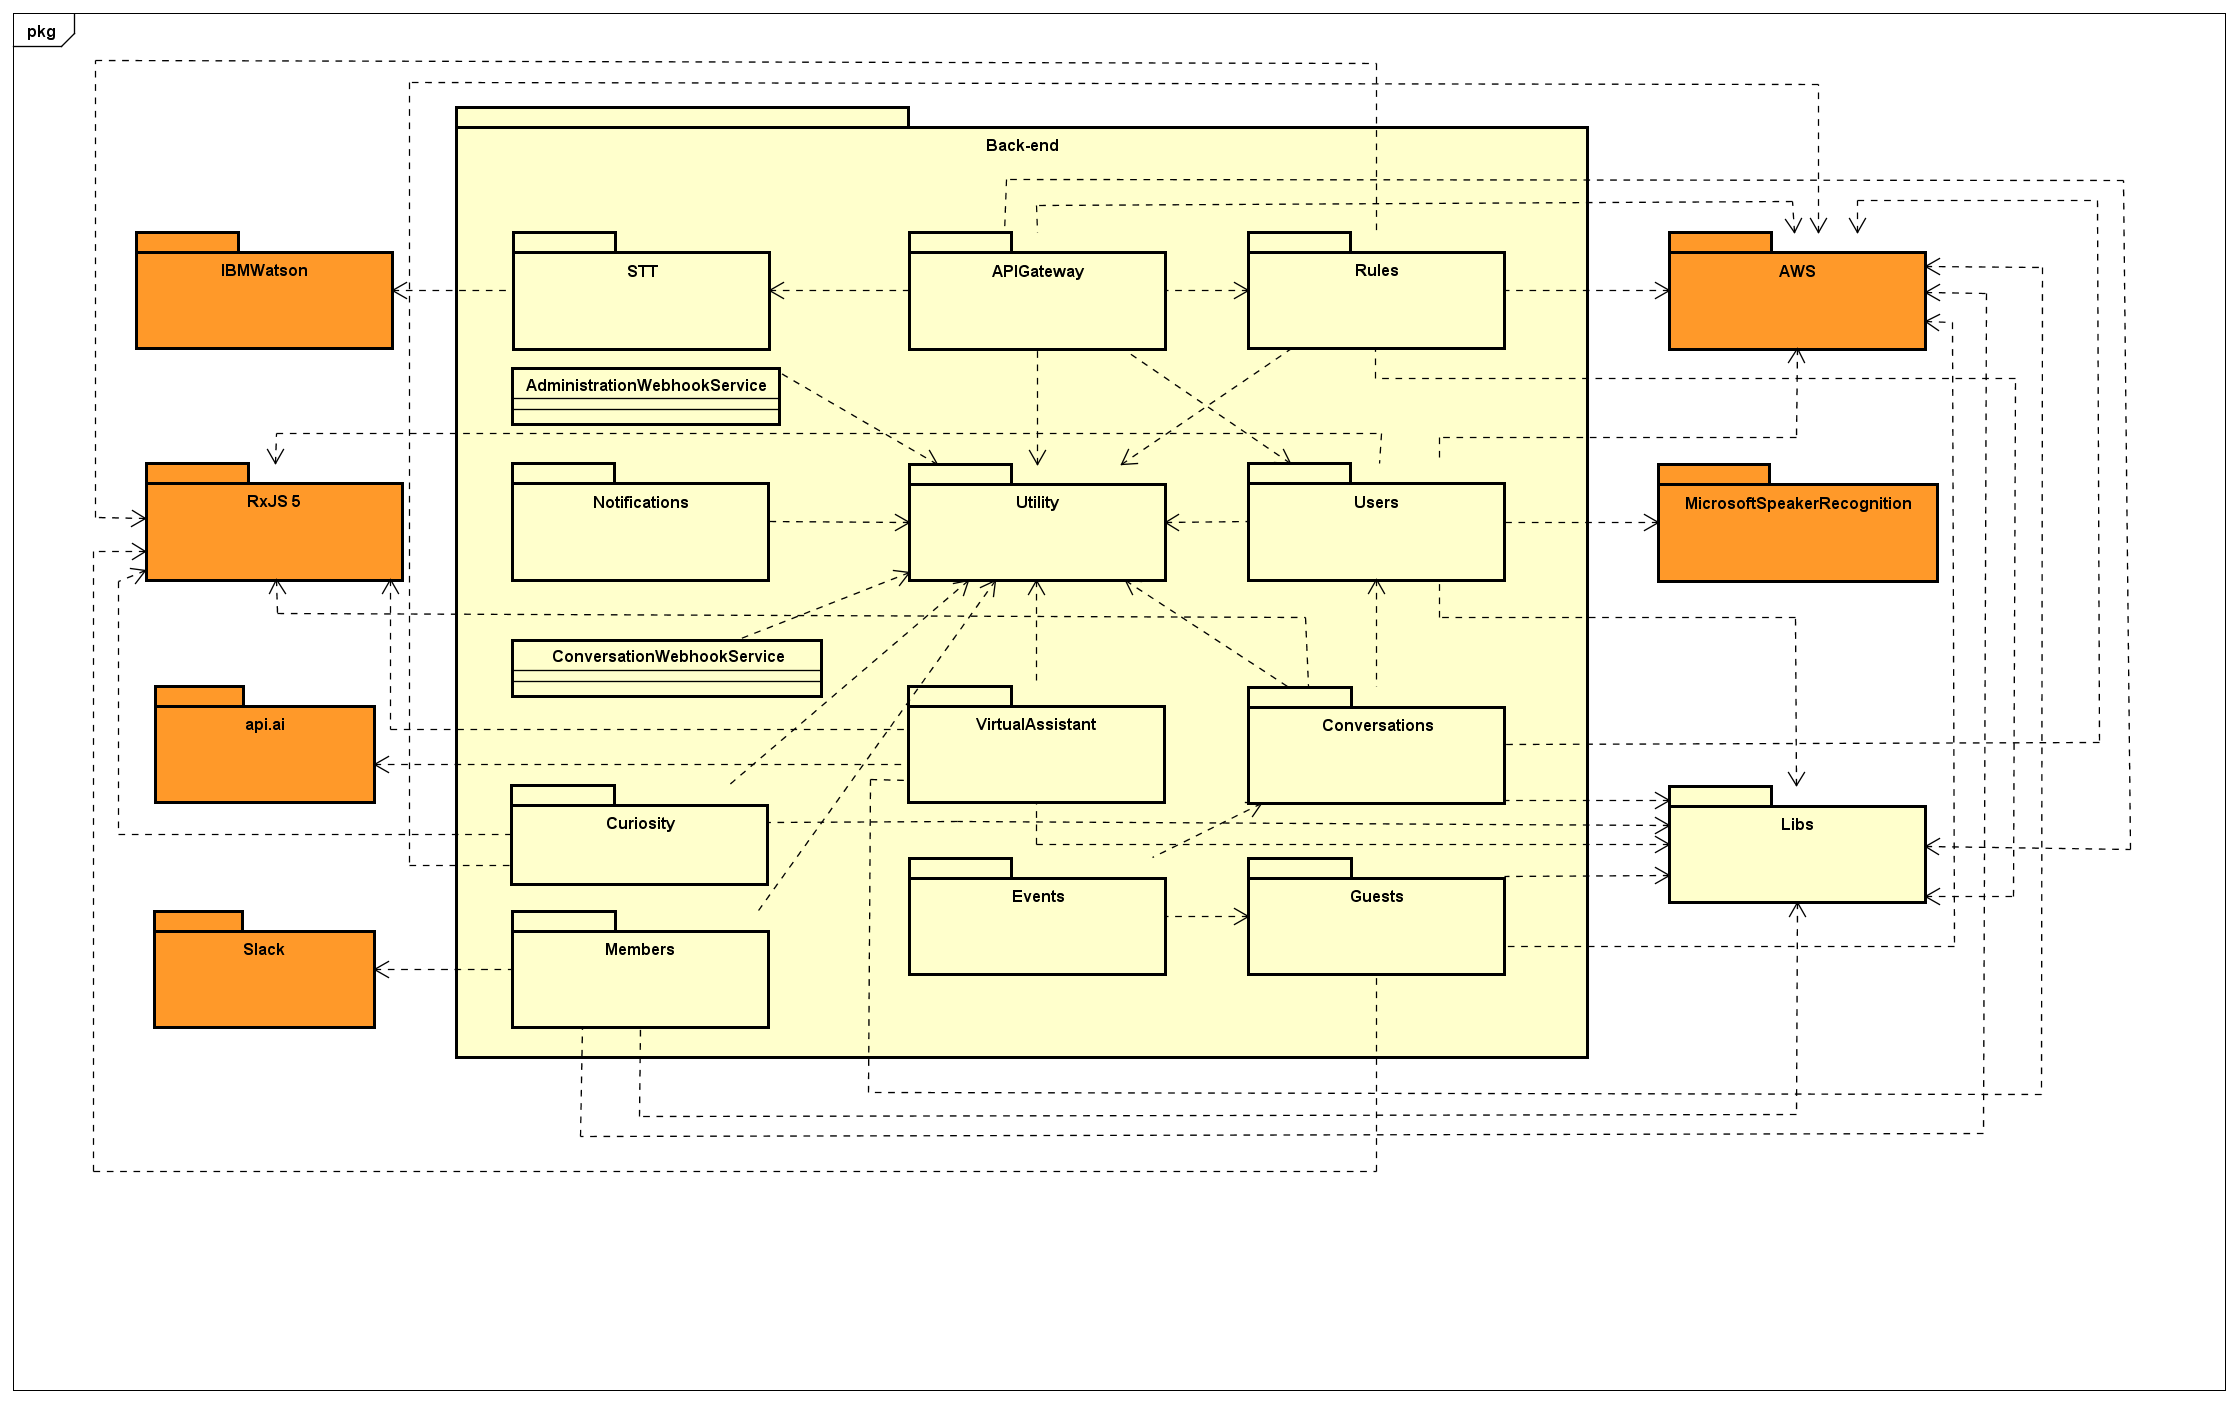 pkg
Back-end
IBMWatson
STT
APIGateway
Rules
AWS
AdministrationWebhookService
RxJS 5
Notifications
Utility
Users
MicrosoftSpeakerRecognition
ConversationWebhookService
api.ai
VirtualAssistant
Conversations
Curiosity
Libs
Events
Guests
Slack
Members